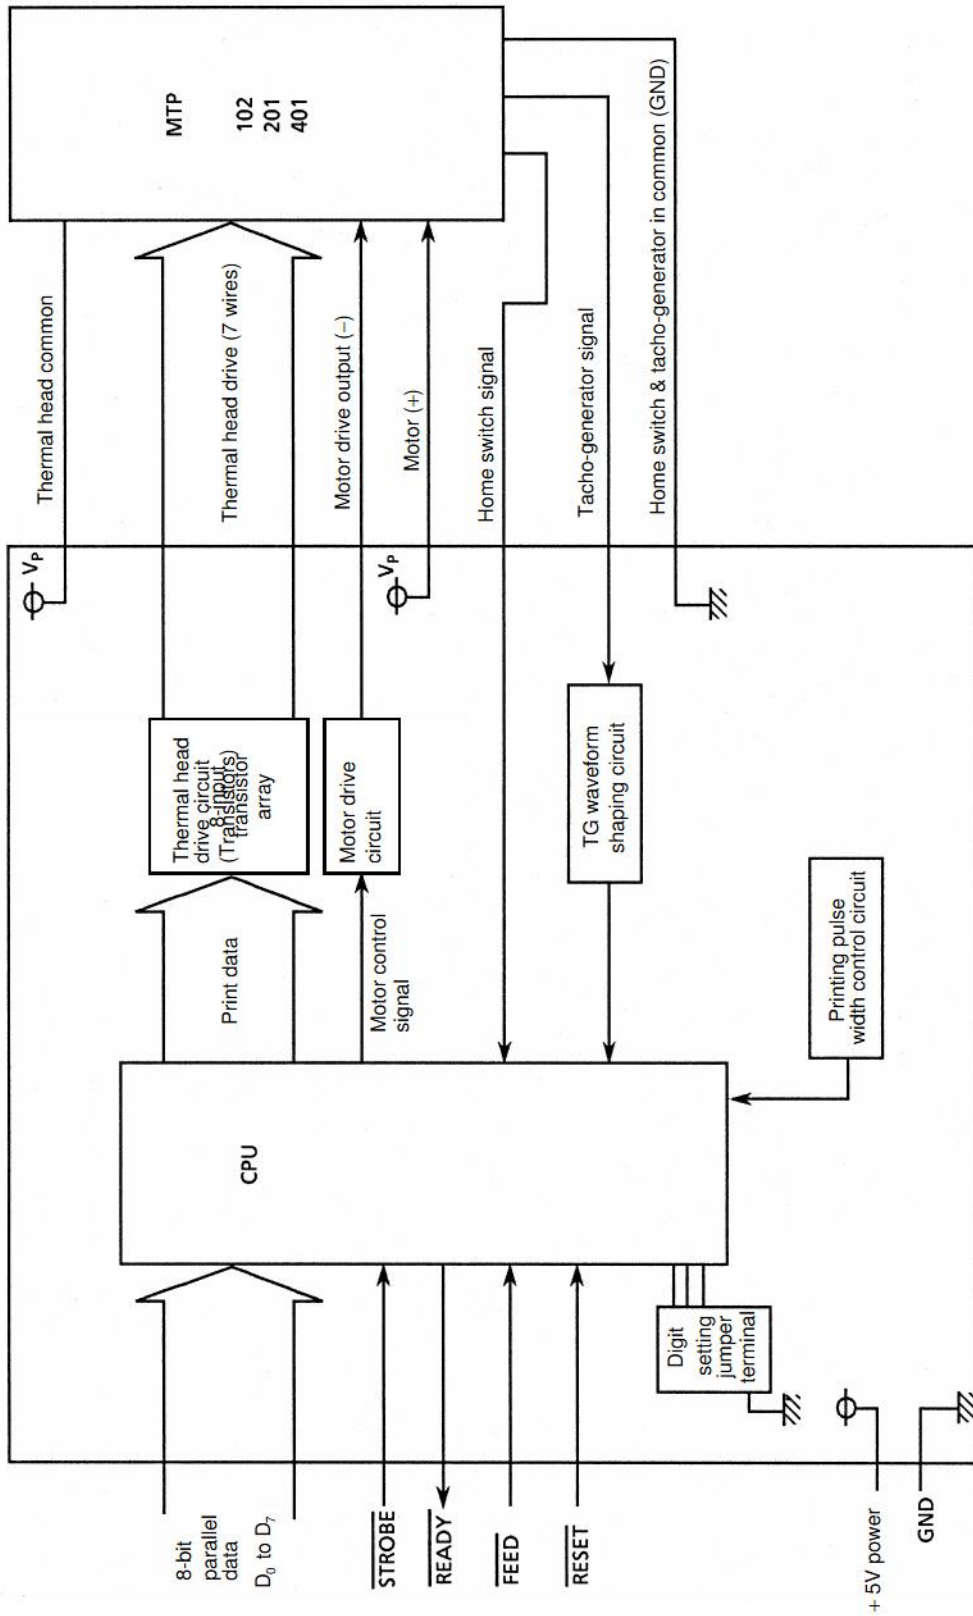 8-bit
parallel
data
D₀ to D₇
STROBE
READY
FEED
RESET
+ 5V power
GND
Digit
setting
jumper
terminal
CPU
Print data
Motor control
signal
Printing pulse
width control circuit
Thermal head
drive circuit
(Transistors)
8-input
transistor
array
Motor drive
circuit
TG waveform
shaping circuit
VP
VP
Thermal head common
Thermal head drive (7 wires)
Motor drive output (−)
Motor (+)
Home switch signal
Tacho-generator signal
Home switch & tacho-generator in common (GND)
MTP
102
201
401